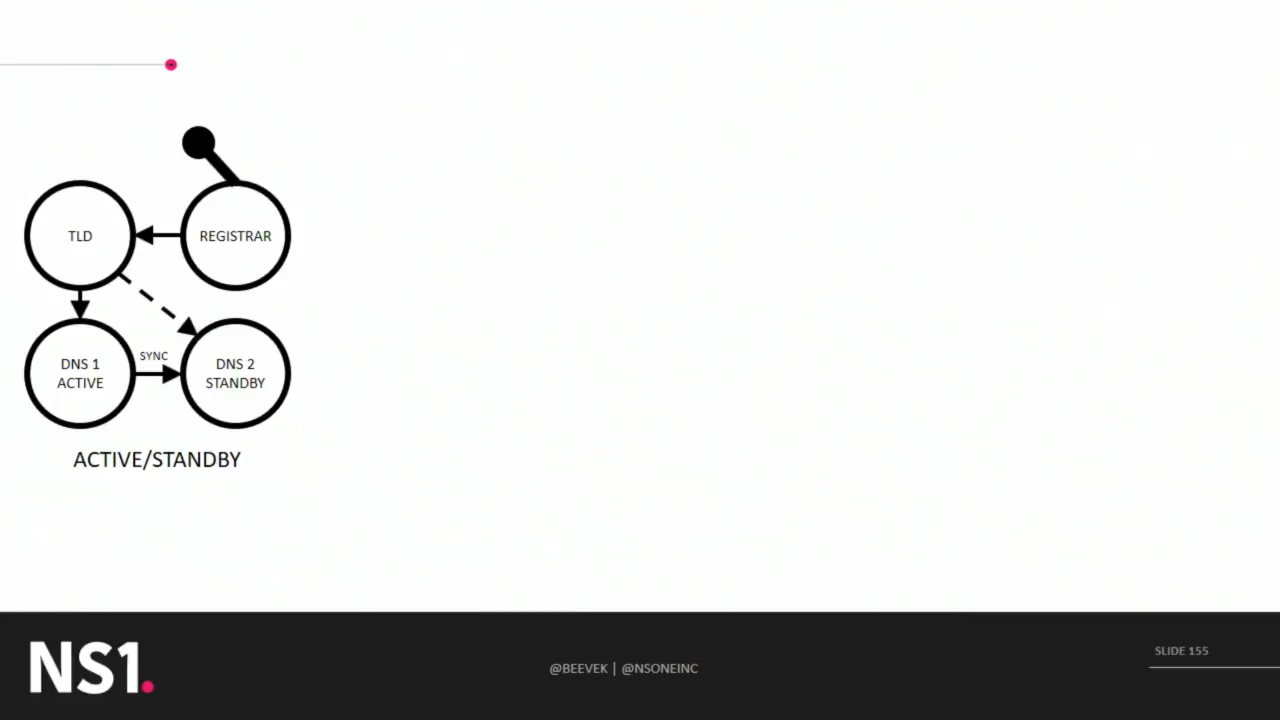 TLD
REGISTRAR
DNS 1
ACTIVE
SYNC
DNS 2
STANDBY
ACTIVE/STANDBY
NS1.
@BEEVEK | @NSONEINC
SLIDE 155